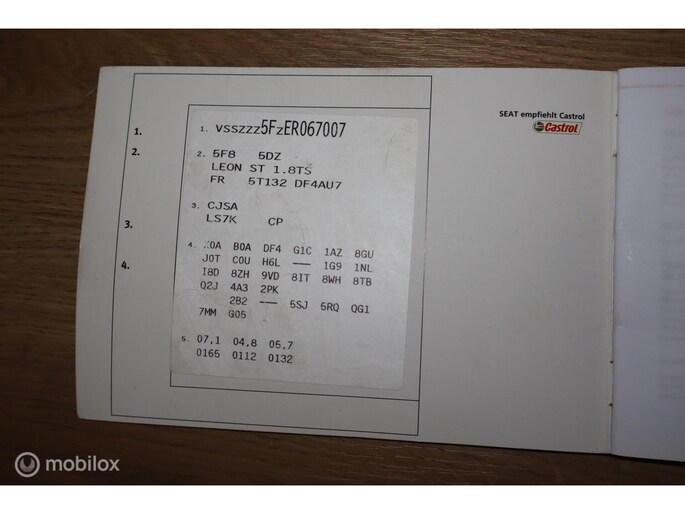 SEAT empfiehlt Castrol
Castrol
1.
2.
3.
4.
1. VSSZZZ5FZER067007
2. 5F8 5DZ
LEON ST 1.8TS
FR 5T132 DF4AU7
3. CJSA
LS7K CP
4. X0A B0A DF4 G1C 1AZ 8GU
J0T C0U H6L —— 1G9 1NL
I8D 8ZH 9VD 8IT 8WH 8TB
Q2J 4A3 2PK
2B2 —— 5SJ 5RQ QG1
7MM G05
5. 07.1 04.8 05.7
0165 0112 0132
mobilox